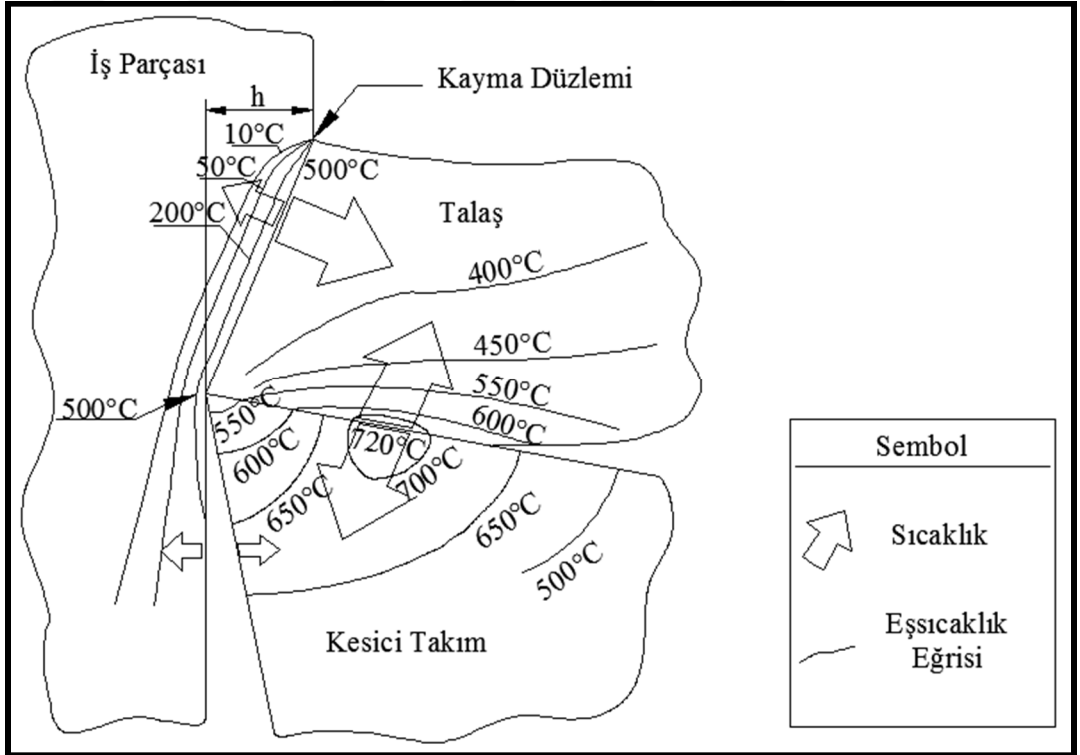 İş Parçası
Kayma Düzlemi
h
10°C
50°C
500°C
200°C
Talaş
400°C
450°C
500°C
550°C
550°C
600°C
600°C
720°C
700°C
650°C
650°C
500°C
Kesici Takım
Sembol
Sıcaklık
Eşsıcaklık
Eğrisi